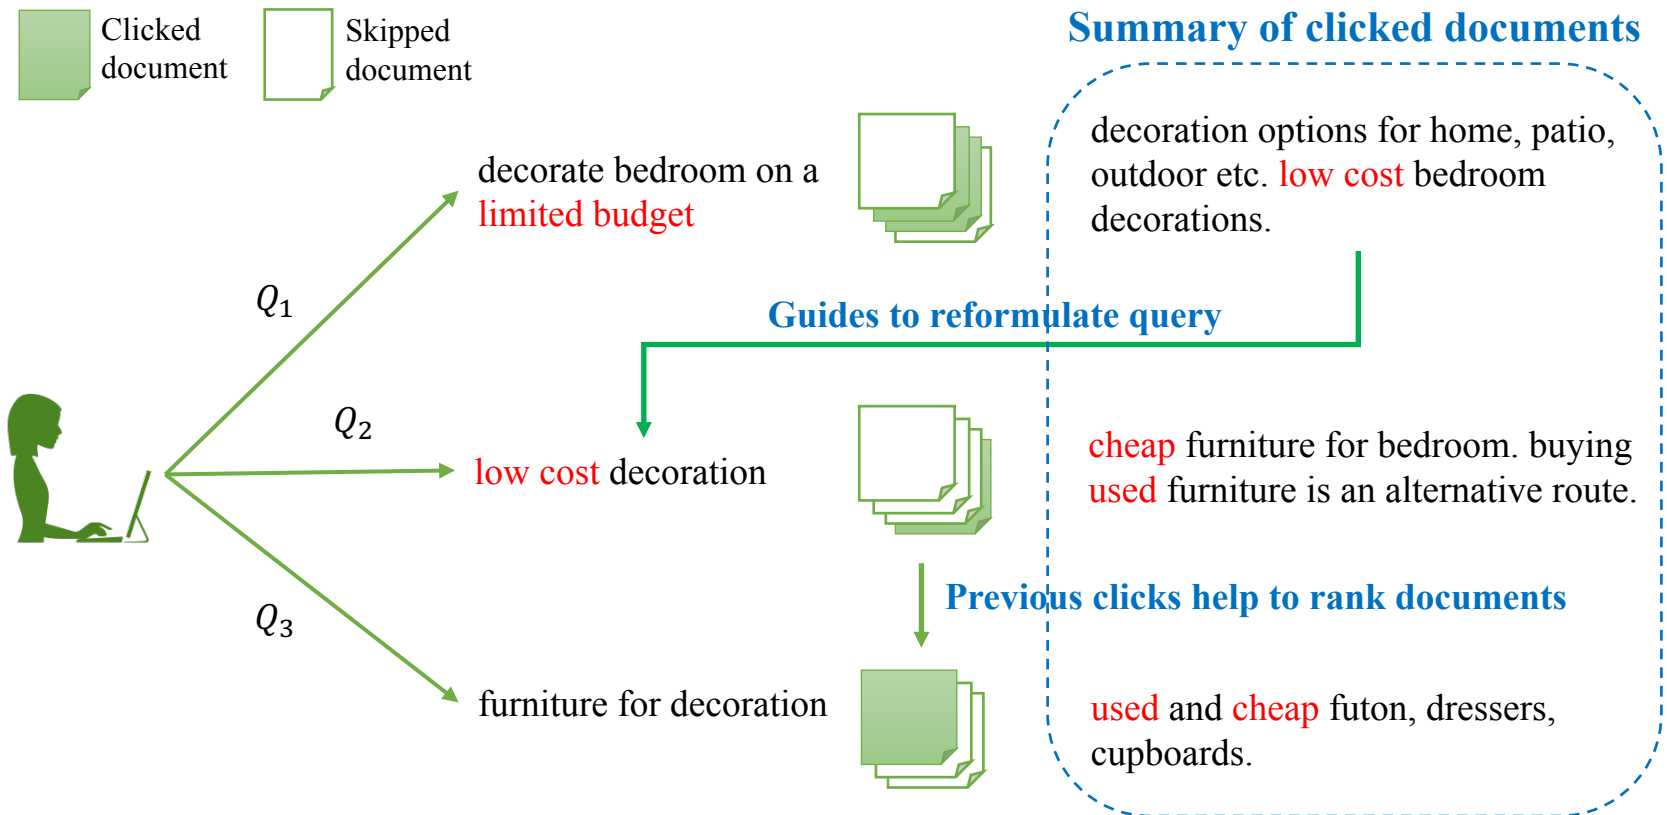 Clicked
document
Skipped
document
Summary of clicked documents
decorate bedroom on a
limited budget
decoration options for home, patio,
outdoor etc. low cost bedroom
decorations.
Q₁
Guides to reformulate query
Q₂
low cost decoration
cheap furniture for bedroom. buying
used furniture is an alternative route.
Previous clicks help to rank documents
Q₃
furniture for decoration
used and cheap futon, dressers,
cupboards.